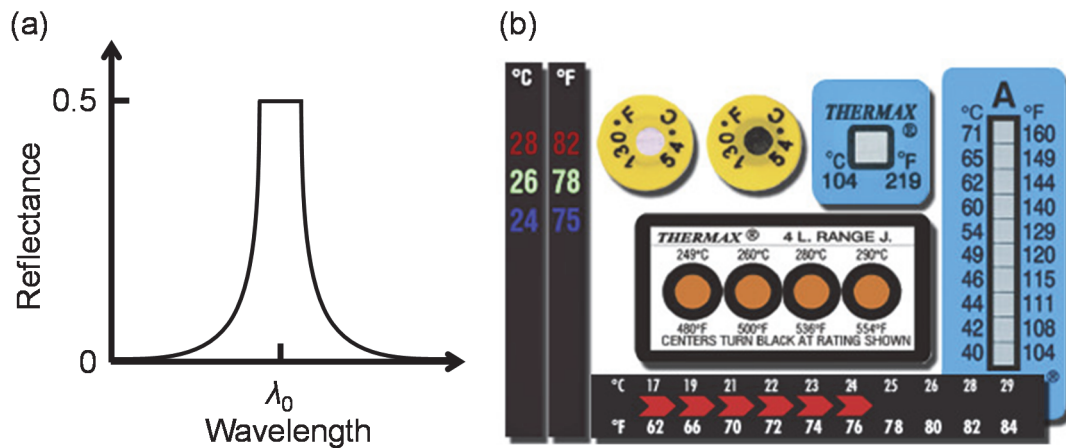 (a)
0.5
0
Reflectance
λ0
Wavelength
(b)
°C °F
28 82
26 78
24 75
130°F 54°C
130°F 54°C
THERMAX ®
°C °F
104 219
A
°C °F
71 160
65 149
62 144
60 140
54 129
49 120
46 115
44 111
42 108
40 104
®
THERMAX ® 4 L. RANGE J.
249°C 260°C 280°C 290°C
480°F 500°F 536°F 554°F
CENTERS TURN BLACK AT RATING SHOWN
°C 17 19 21 22 23 24 25 26 28 29
°F 62 66 70 72 74 76 78 80 82 84